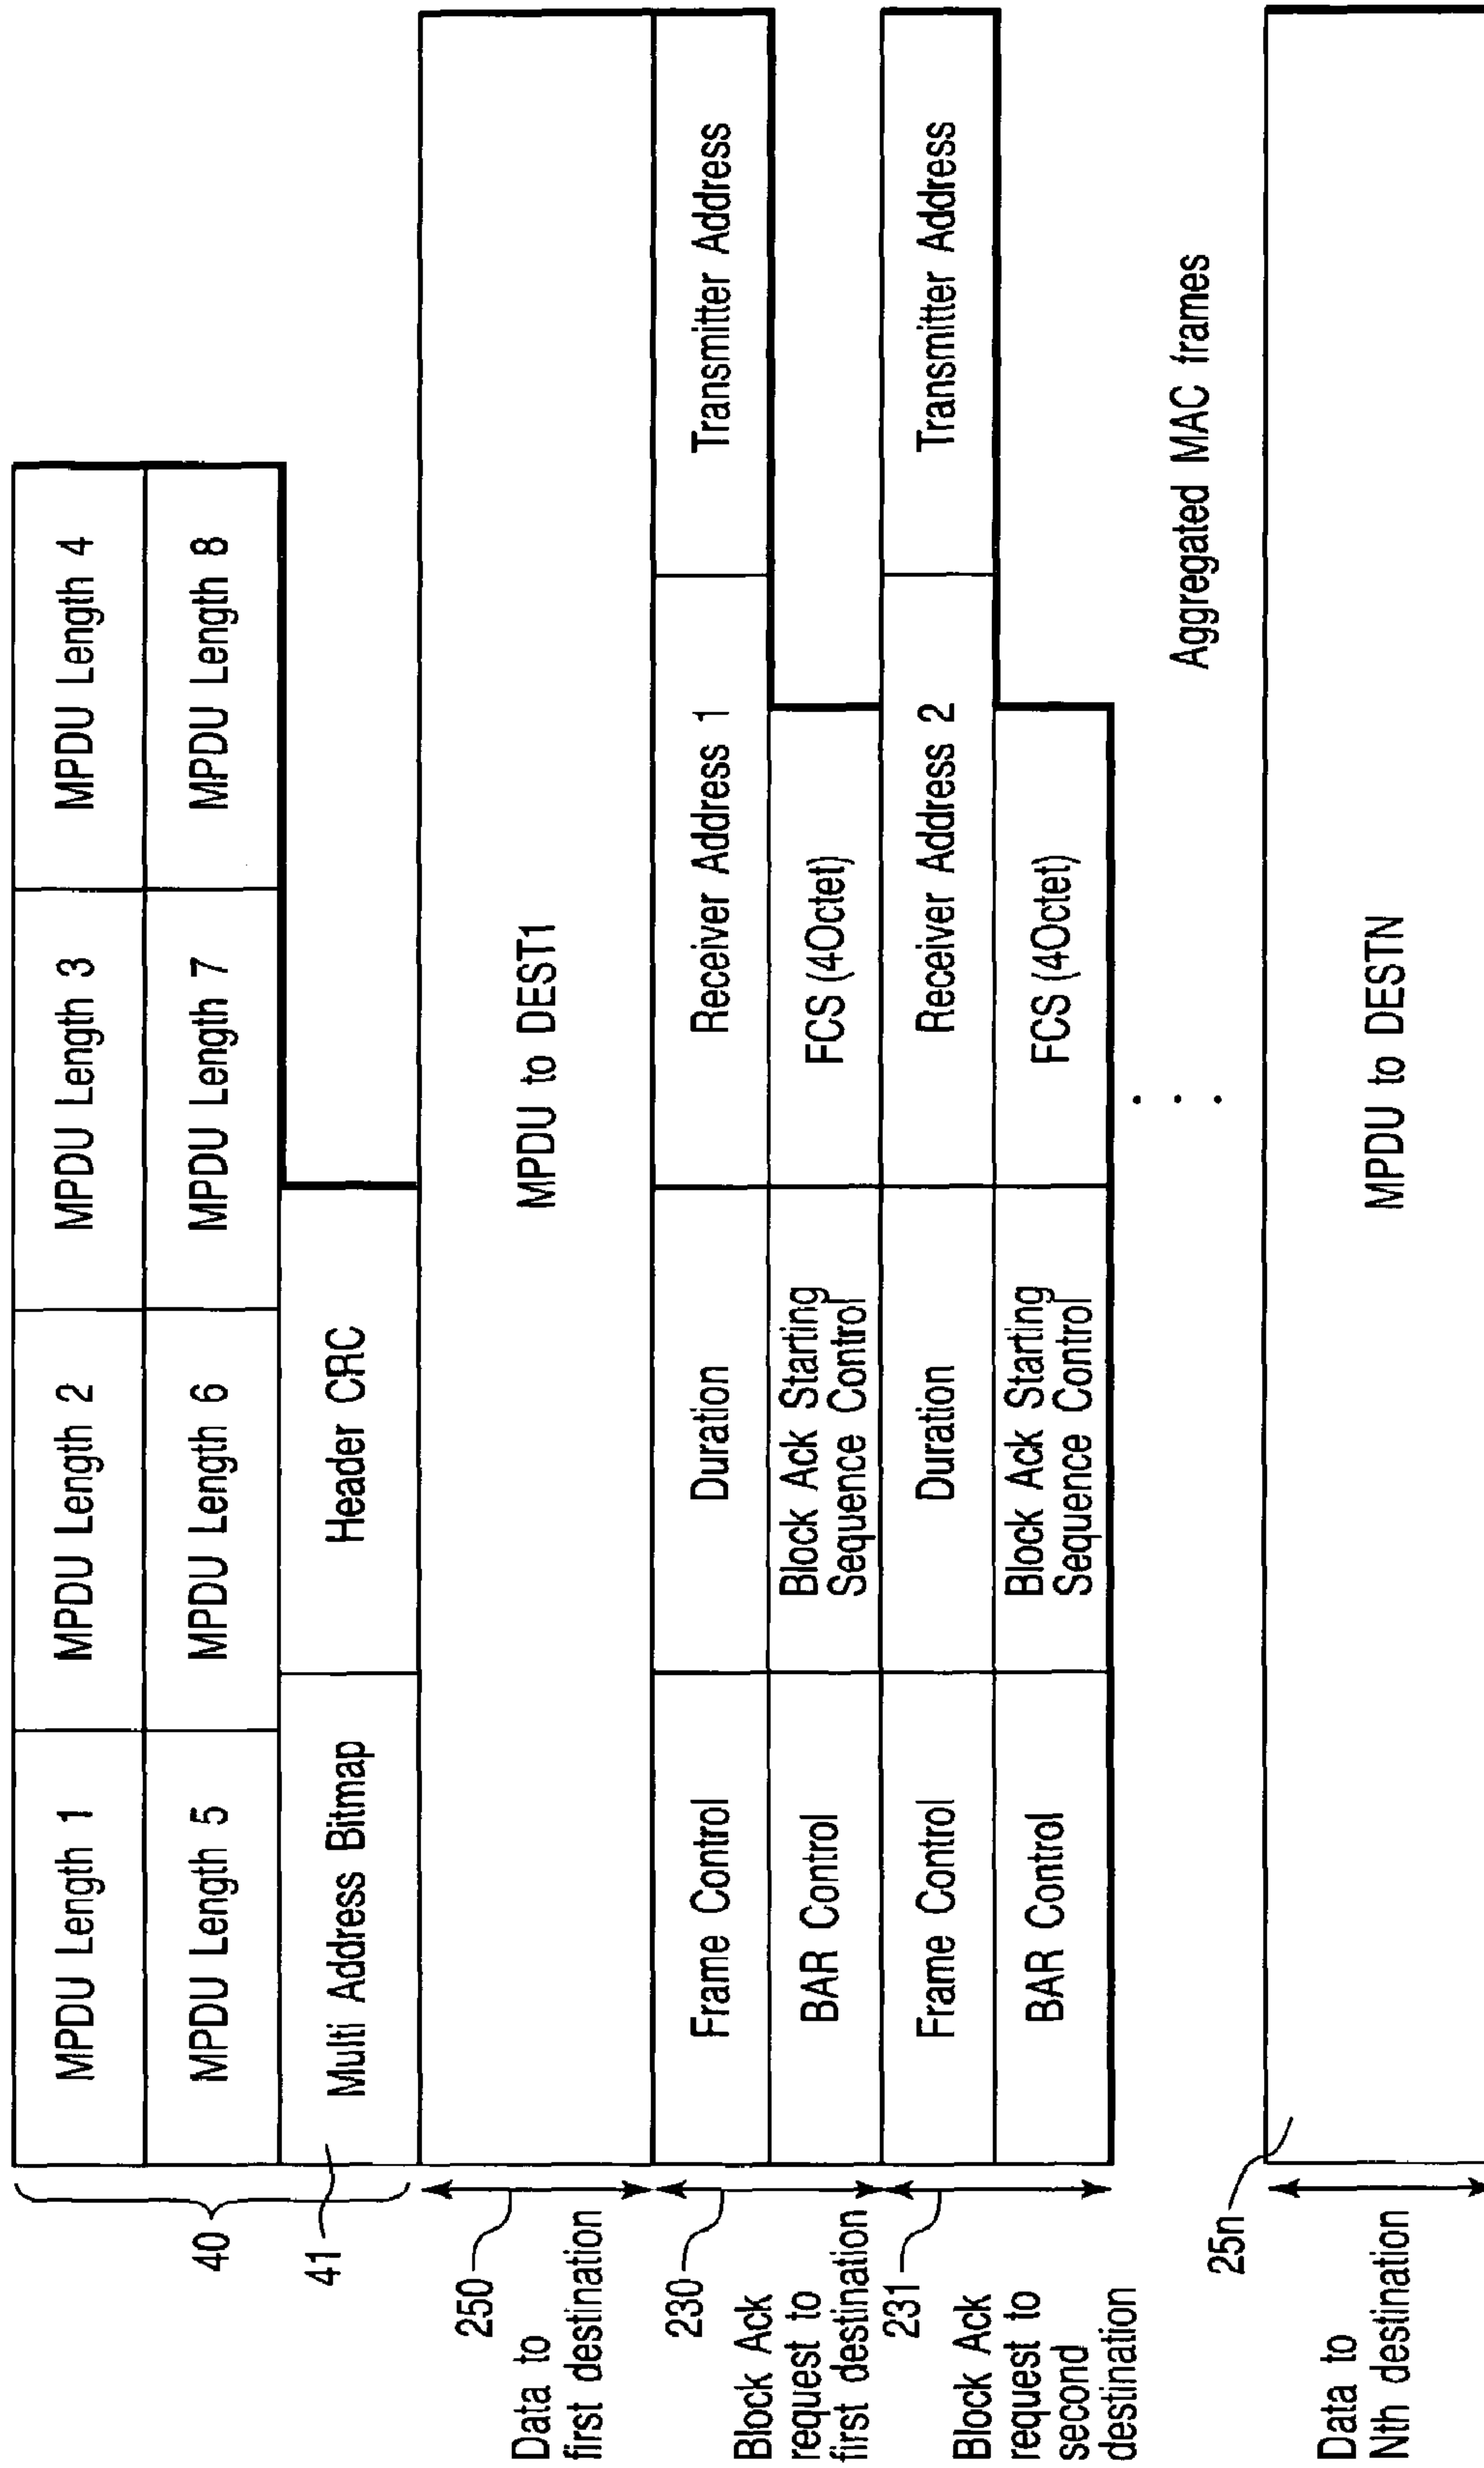 MPDU Length 1 MPDU Length 2 MPDU Length 3 MPDU Length 4
40
MPDU Length 5 MPDU Length 6 MPDU Length 7 MPDU Length 8
41
Multi Address Bitmap Header CRC
250
Data to
first destination
MPDU to DEST1
230
Block Ack
request to
first destination
Frame Control Duration Receiver Address 1 Transmitter Address
BAR Control Block Ack Starting
Sequence Control FCS (4Octet)
231
Block Ack
request to
second
destination
Frame Control Duration Receiver Address 2 Transmitter Address
BAR Control Block Ack Starting
Sequence Control FCS (4Octet)
. . .
Aggregated MAC frames
25n
Data to
Nth destination
MPDU to DESTN